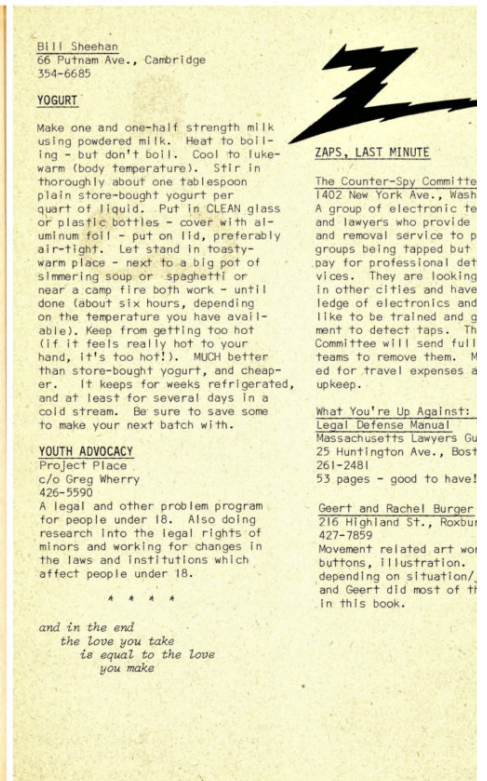 Bill Sheehan
66 Putnam Ave., Cambridge
354-6685
YOGURT
Make one and one-half strength milk
using powdered milk. Heat to boil-
ing - but don't boil. Cool to luke-
warm (body temperature). Stir in
thoroughly about one tablespoon
plain store-bought yogurt per
quart of liquid. Put in CLEAN glass
or plastic bottles - cover with al-
uminum foil - put on lid, preferably
air-tight. Let stand in toasty-
warm place - next to a big pot of
simmering soup or spaghetti or
near a camp fire both work - until
done (about six hours, depending
on the temperature you have avail-
able). Keep from getting too hot
(if it feels really hot to your
hand, it's too hot!). MUCH better
than store-bought yogurt, and cheap-
er. It keeps for weeks refrigerated,
and at least for several days in a
cold stream. Be sure to save some
to make your next batch with.
YOUTH ADVOCACY
Project Place
c/o Greg Wherry
426-5590
A legal and other problem program
for people under 18. Also doing
research into the legal rights of
minors and working for changes in
the laws and institutions which
affect people under 18.
* * * *
and in the end
the love you take
is equal to the love
you make
ZAPS, LAST MINUTE
The Counter-Spy Committe
1402 New York Ave., Wash
A group of electronic te
and lawyers who provide
and removal service to p
groups being tapped but
pay for professional det
vices. They are looking
in other cities and have
ledge of electronics and
like to be trained and g
ment to detect taps. Th
Committee will send full
teams to remove them. M
ed for travel expenses a
upkeep.
What You're Up Against:
Legal Defense Manual
Massachusetts Lawyers Gu
25 Huntington Ave., Bost
261-2481
53 pages - good to have!
Geert and Rachel Burger
216 Highland St., Roxbur
427-7859
Movement related art wor
buttons, illustration.
depending on situation/
and Geert did most of th
in this book.